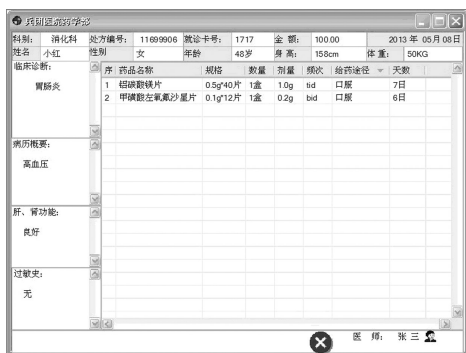 兵团医院药学部
科别: 消化科 处方编号: 11699906 就诊卡号: 1717 金 额: 100.00 2013 年 05月 08日
姓名 小红 性别 女 年龄 48岁 身 高: 158cm 体 重: 50KG
临床诊断:
胃肠炎
序 药品名称 规格 数量 剂量 频次 给药途径 天数
1 铝碳酸镁片 0.5g*40片 1盒 1.0g tid 口服 7日
2 甲磺酸左氧氟沙星片 0.1g*12片 1盒 0.2g bid 口服 6日
病历概要:
高血压
肝、肾功能:
良好
过敏史:
无
医 师: 张 三